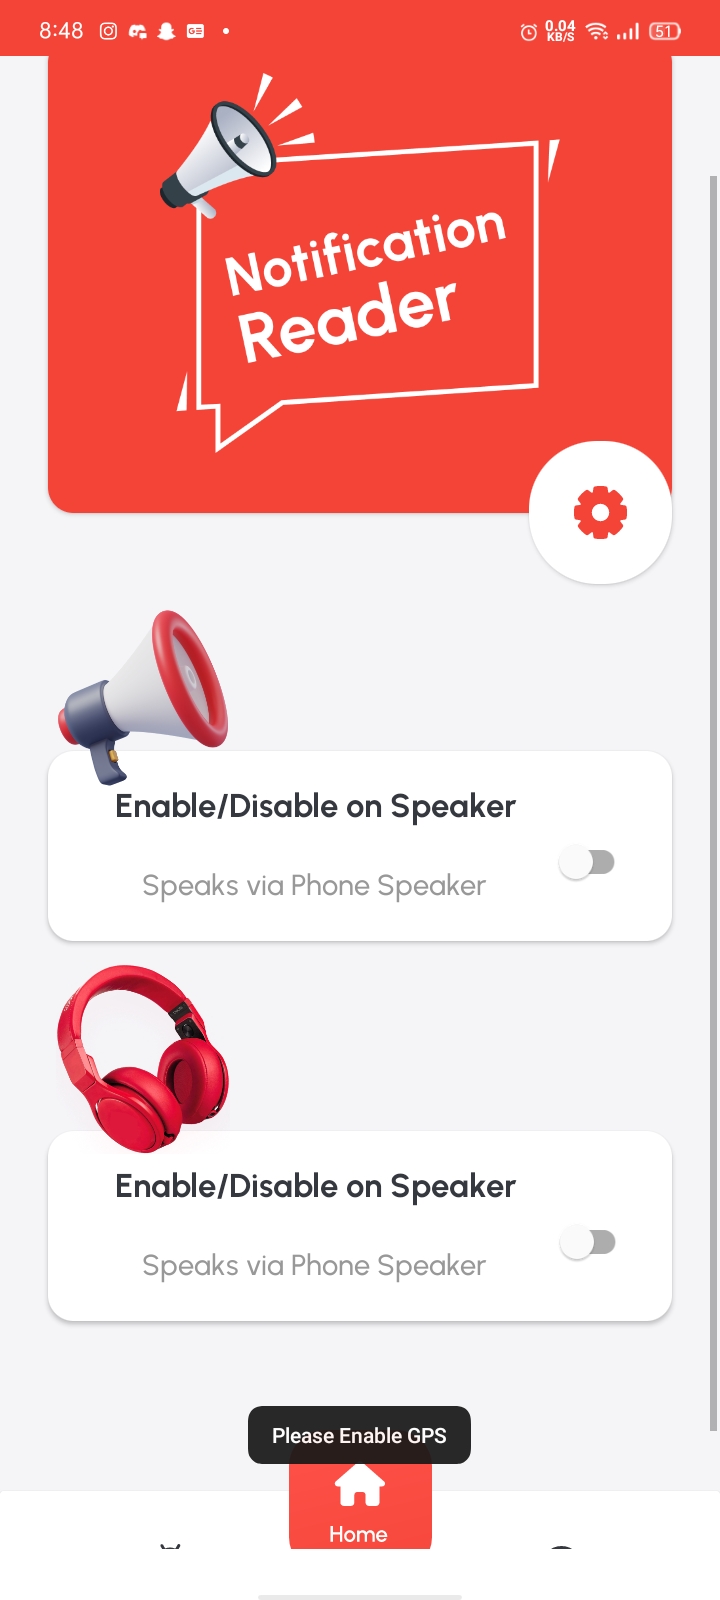 8:48
0.04
KB/S
51
Notification
Reader
Enable/Disable on Speaker
Speaks via Phone Speaker
Enable/Disable on Speaker
Speaks via Phone Speaker
Please Enable GPS
Home